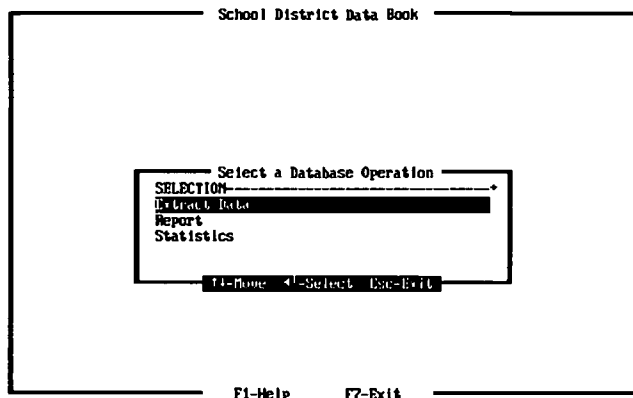 School District Data Book
Select a Database Operation
SELECTION
Extract Data
Report
Statistics
↑↓-Move ◄┘-Select Esc-Exit
F1-Help F7-Exit